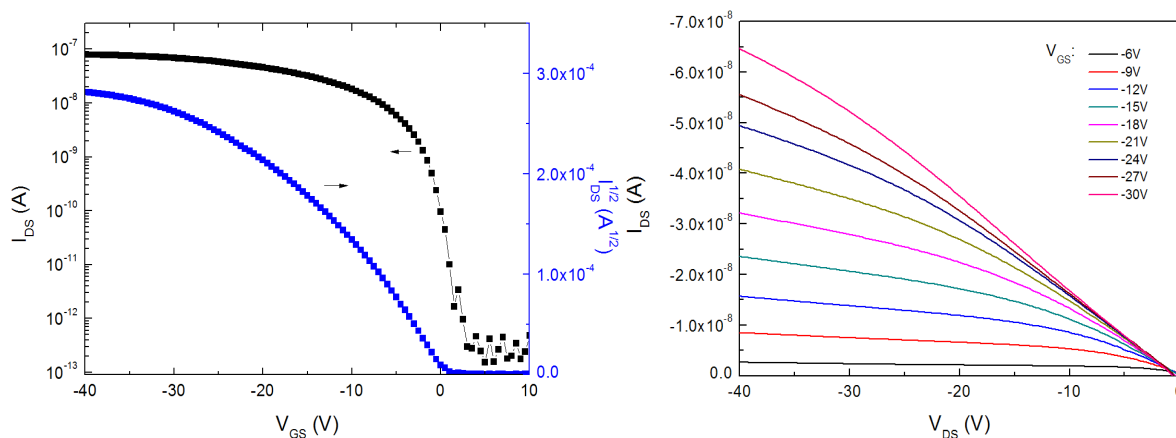 10⁻⁷
10⁻⁸
10⁻⁹
10⁻¹⁰
10⁻¹¹
10⁻¹²
10⁻¹³
I_DS (A)
-40 -30 -20 -10 0 10
V_GS (V)
3.0x10⁻⁴
2.0x10⁻⁴
1.0x10⁻⁴
0.0
I_DS^1/2 (A^1/2)
-7.0x10⁻⁸
-6.0x10⁻⁸
-5.0x10⁻⁸
-4.0x10⁻⁸
-3.0x10⁻⁸
-2.0x10⁻⁸
-1.0x10⁻⁸
0.0
I_DS (A)
V_GS:
-6V
-9V
-12V
-15V
-18V
-21V
-24V
-27V
-30V
-40 -30 -20 -10
V_DS (V)